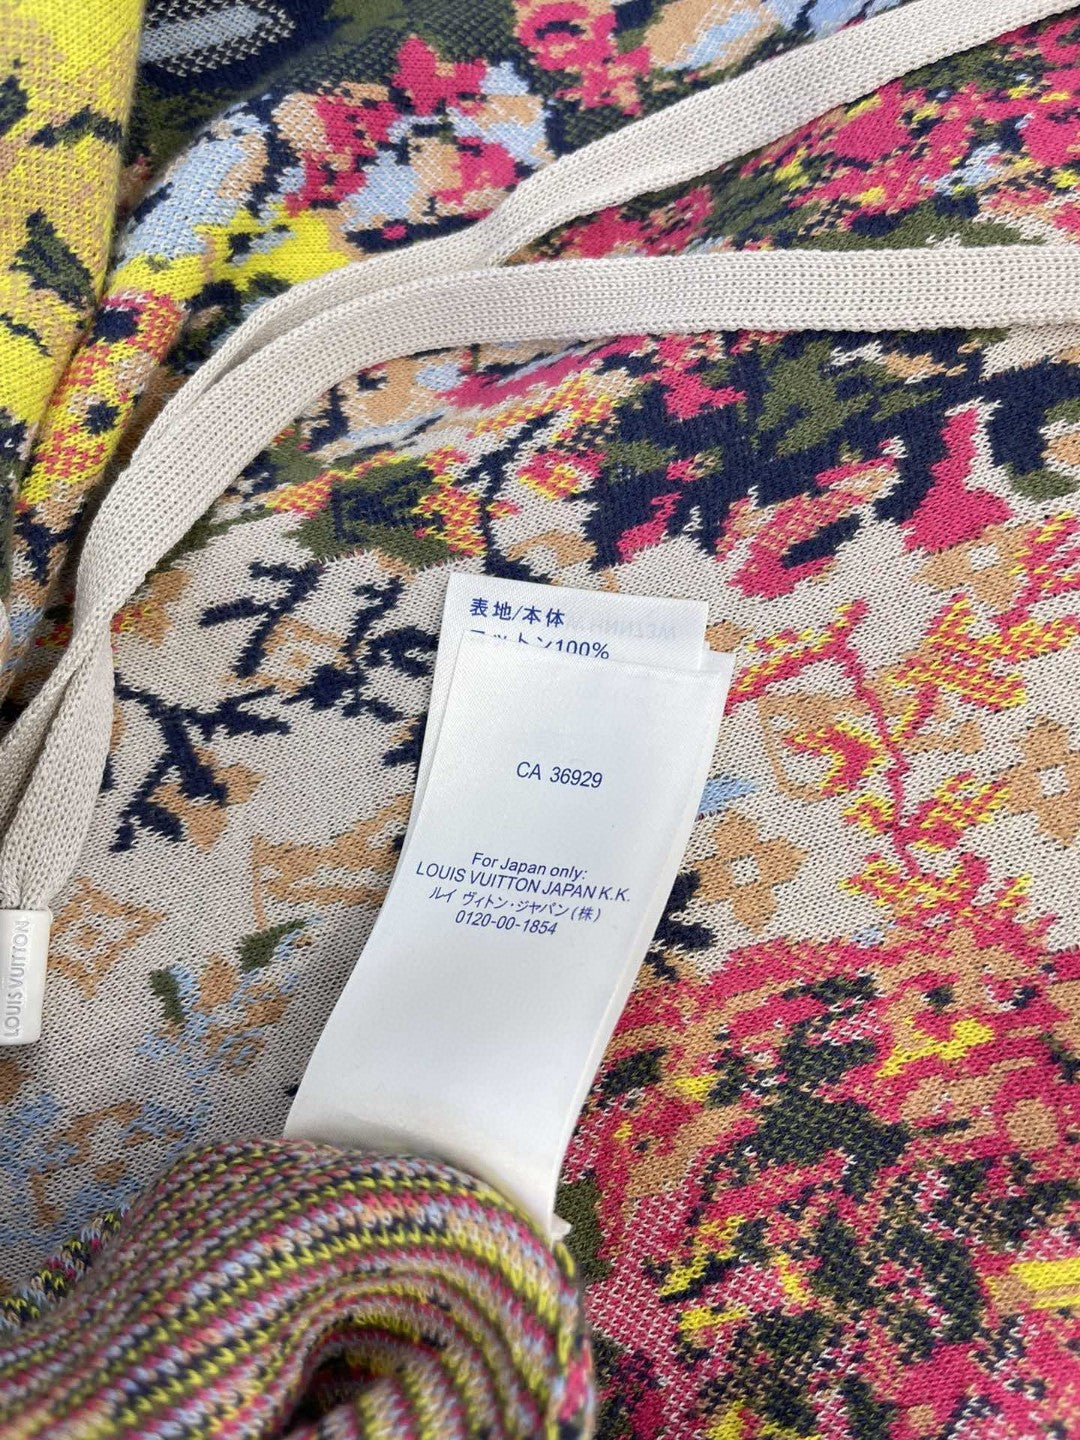 表地/本体
コットン100%
CA 36929
For Japan only:
LOUIS VUITTON JAPAN K.K.
ルイ ヴィトン・ジャパン(株)
0120-00-1854
LOUIS VUITTON